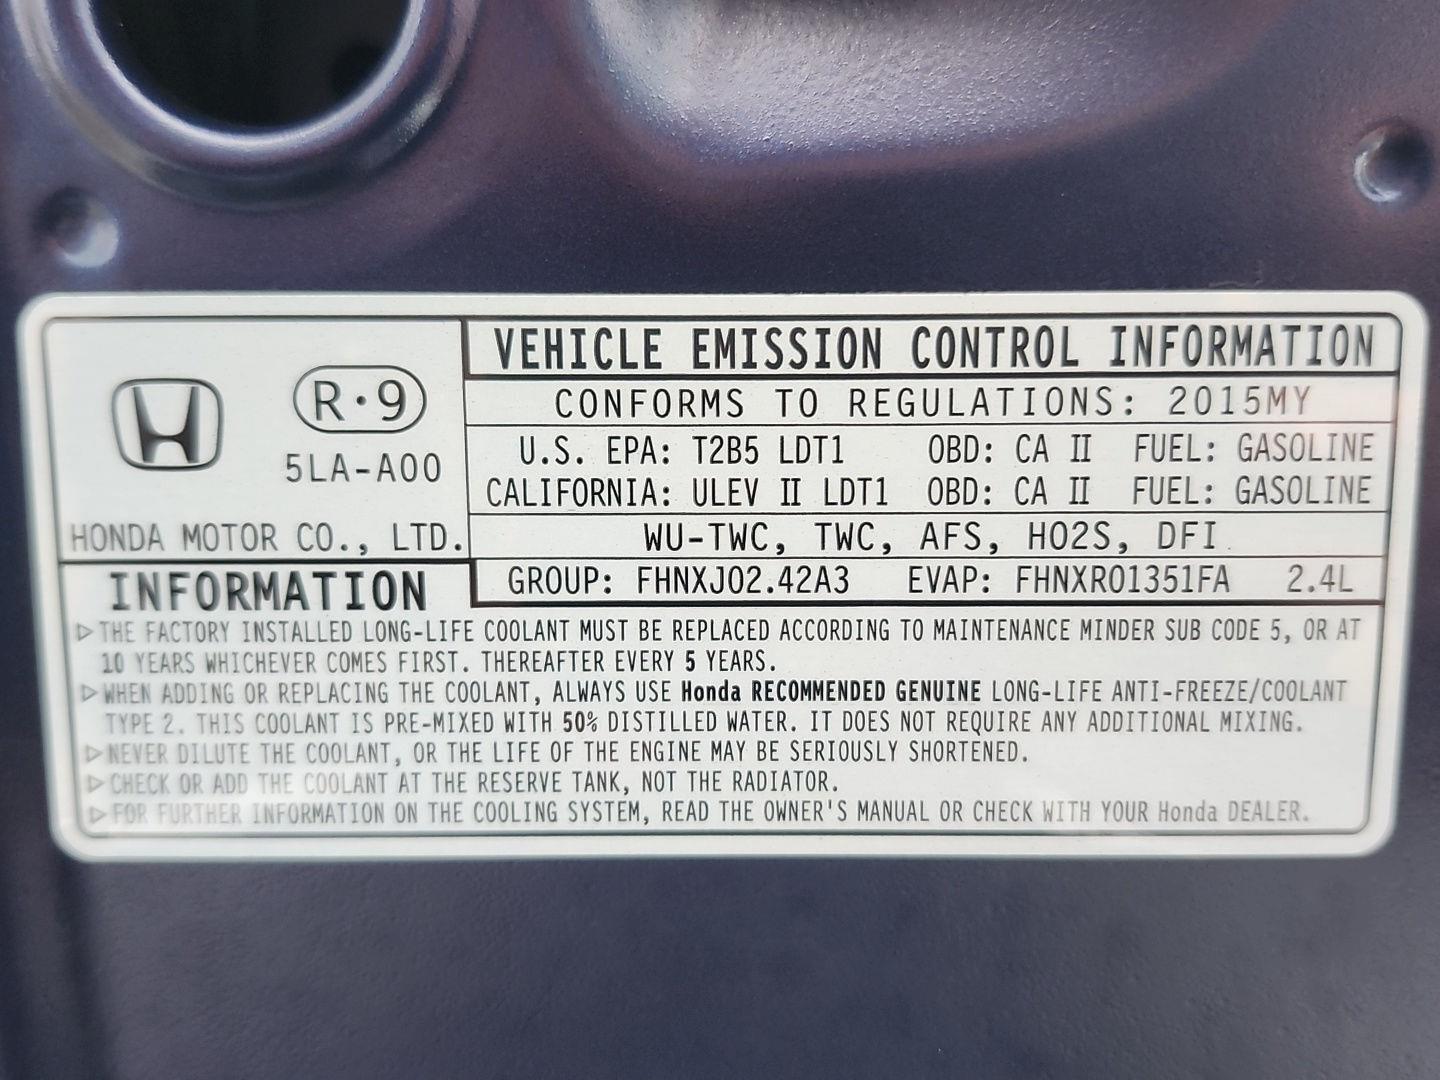 VEHICLE EMISSION CONTROL INFORMATION
R·9
5LA-A00
HONDA MOTOR CO., LTD.
CONFORMS TO REGULATIONS: 2015MY
U.S. EPA: T2B5 LDT1 OBD: CA II FUEL: GASOLINE
CALIFORNIA: ULEV II LDT1 OBD: CA II FUEL: GASOLINE
WU-TWC, TWC, AFS, HO2S, DFI
GROUP: FHNXJ02.42A3 EVAP: FHNXR01351FA 2.4L
INFORMATION
▷THE FACTORY INSTALLED LONG-LIFE COOLANT MUST BE REPLACED ACCORDING TO MAINTENANCE MINDER SUB CODE 5, OR AT
10 YEARS WHICHEVER COMES FIRST. THEREAFTER EVERY 5 YEARS.
▷WHEN ADDING OR REPLACING THE COOLANT, ALWAYS USE Honda RECOMMENDED GENUINE LONG-LIFE ANTI-FREEZE/COOLANT
TYPE 2. THIS COOLANT IS PRE-MIXED WITH 50% DISTILLED WATER. IT DOES NOT REQUIRE ANY ADDITIONAL MIXING.
▷NEVER DILUTE THE COOLANT, OR THE LIFE OF THE ENGINE MAY BE SERIOUSLY SHORTENED.
▷CHECK OR ADD THE COOLANT AT THE RESERVE TANK, NOT THE RADIATOR.
▷FOR FURTHER INFORMATION ON THE COOLING SYSTEM, READ THE OWNER'S MANUAL OR CHECK WITH YOUR Honda DEALER.